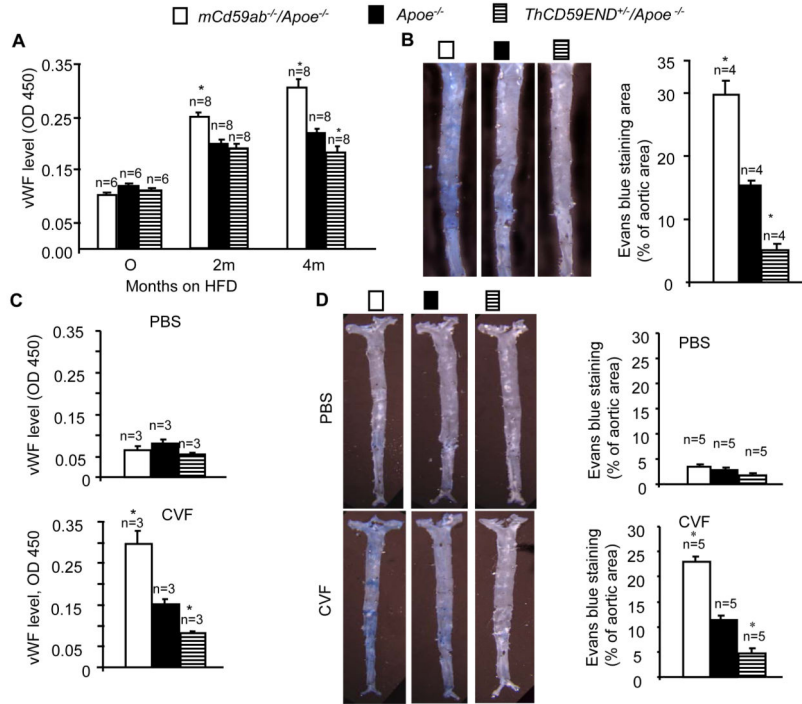 mCd59ab-/-/Apoe-/- Apoe-/- ThCD59END+/-/Apoe -/-
A
vWF level (OD 450)
0.35
0.25
0.15
0.05
0.00
n=6
n=6
n=6
*
n=8
n=8
n=8
*
n=8
n=8
*
n=8
O 2m 4m
Months on HFD
B
Evans blue staining area
(% of aortic area)
35
30
20
10
0
*
n=4
n=4
*
n=4
C
PBS
vWF level (OD 450)
0.35
0.25
0.15
0.05
0
n=3
n=3
n=3
CVF
vWF level, OD 450
0.35
0.25
0.15
0.05
0
*
n=3
n=3
*
n=3
D
PBS
CVF
PBS
Evans blue staining
(% of aortic area)
30
25
20
15
10
5
0
n=5
n=5
n=5
CVF
Evans blue staining
(% of aortic area)
30
25
20
15
10
5
0
*
n=5
n=5
*
n=5